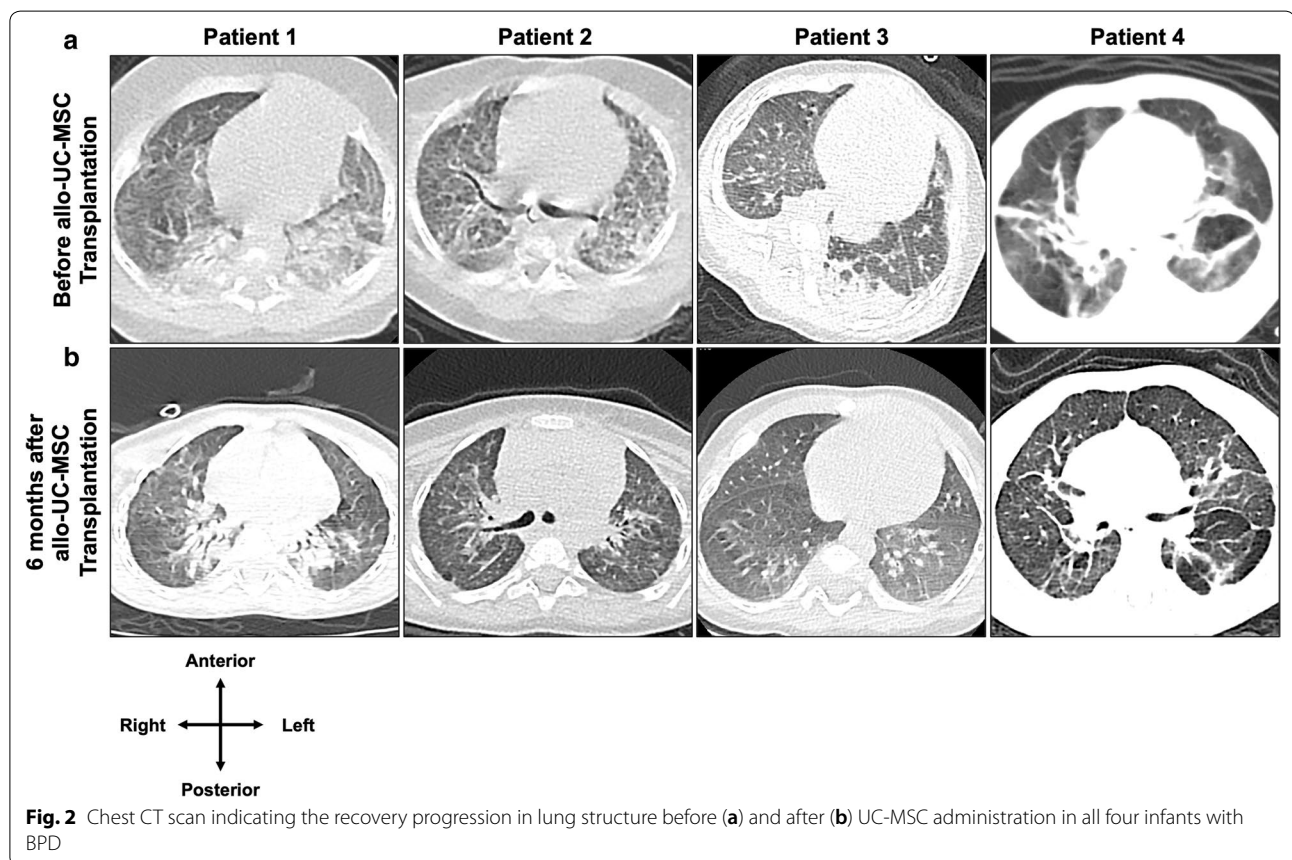 a
Patient 1
Patient 2
Patient 3
Patient 4
Before allo-UC-MSC
Transplantation
b
6 months after
allo-UC-MSC
Transplantation
Anterior
Right
Left
Posterior
Fig. 2 Chest CT scan indicating the recovery progression in lung structure before (a) and after (b) UC-MSC administration in all four infants with
BPD